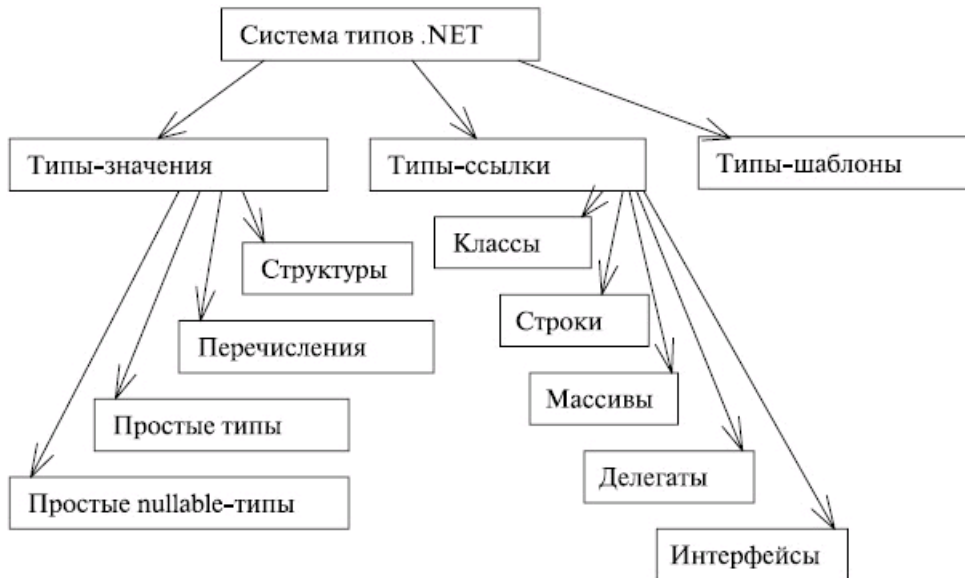 Система типов .NET
Типы-значения
Типы-ссылки
Типы-шаблоны
Структуры
Перечисления
Простые типы
Простые nullable-типы
Классы
Строки
Массивы
Делегаты
Интерфейсы